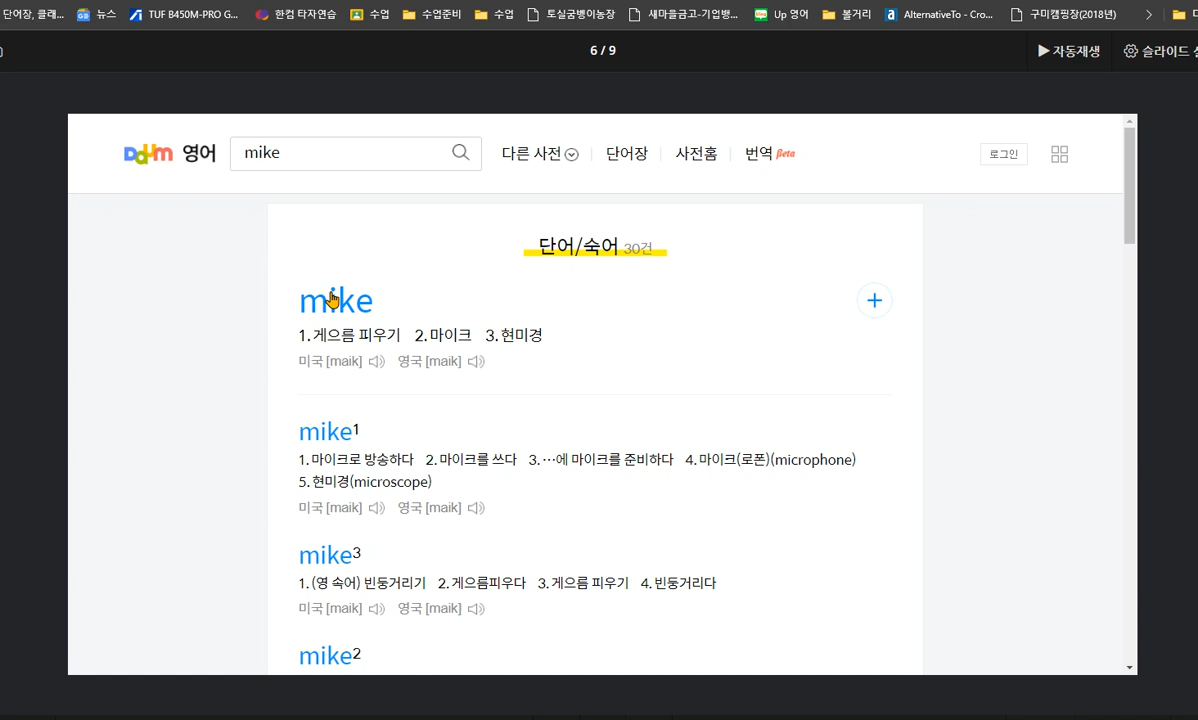 단어장, 클래... 뉴스 TUF B450M-PRO G... 한컴 타자연습 수업 수업준비 수업 토실굼벵이농장 새마을금고-기업뱅... Up 영어 볼거리 AlternativeTo - Cro... 구미캠핑장(2018년)
6 / 9 ▶ 자동재생 슬라이드
Daum 영어 mike 다른 사전 단어장 사전홈 번역 Beta 로그인
단어/숙어 30건
mike +
1.게으름 피우기 2.마이크 3.현미경
미국 [maik] 영국 [maik]
mike1
1.마이크로 방송하다 2.마이크를 쓰다 3.…에 마이크를 준비하다 4.마이크(로폰)(microphone)
5.현미경(microscope)
미국 [maik] 영국 [maik]
mike3
1.(영 속어) 빈둥거리기 2.게으름피우다 3.게으름 피우기 4.빈둥거리다
미국 [maik] 영국 [maik]
mike2